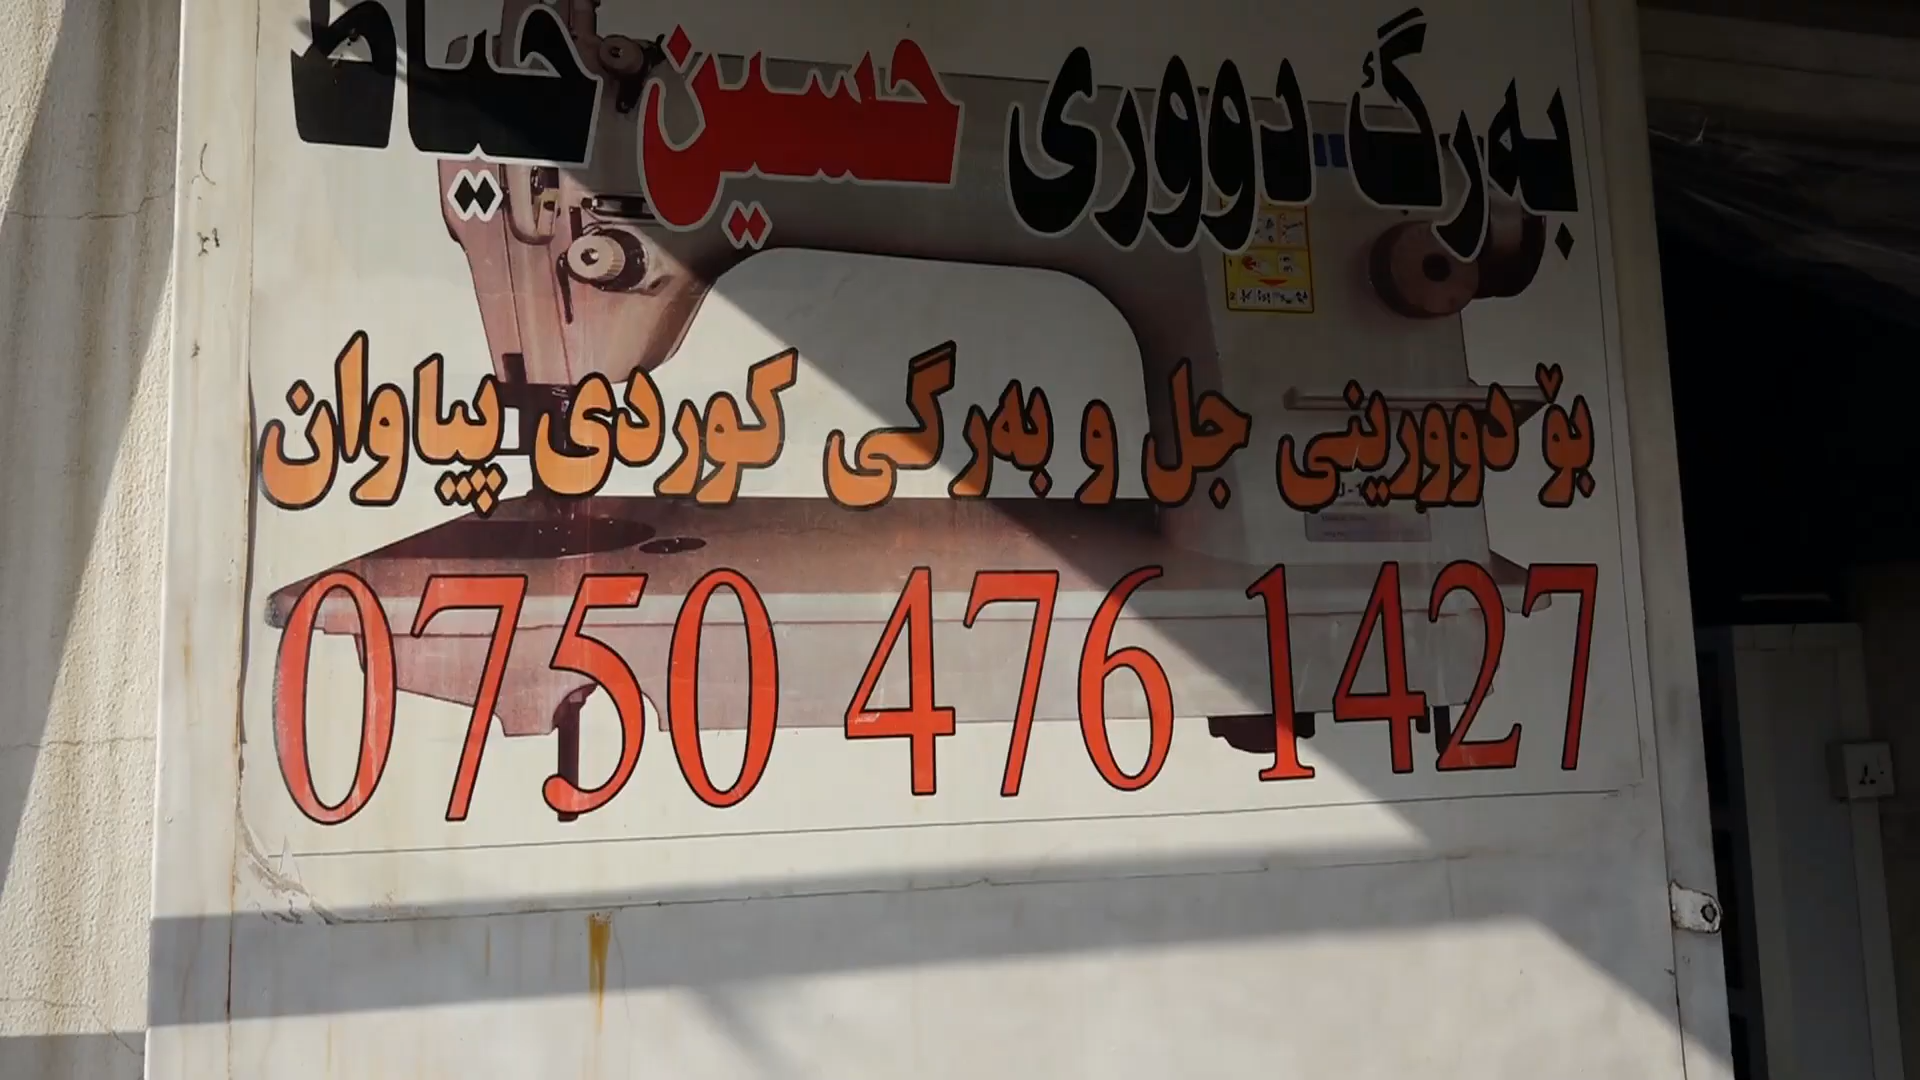 بەرگ دووری حسین خیاط
بۆ دوورینی جل و بەرگی کوردی پیاوان
0750 476 1427